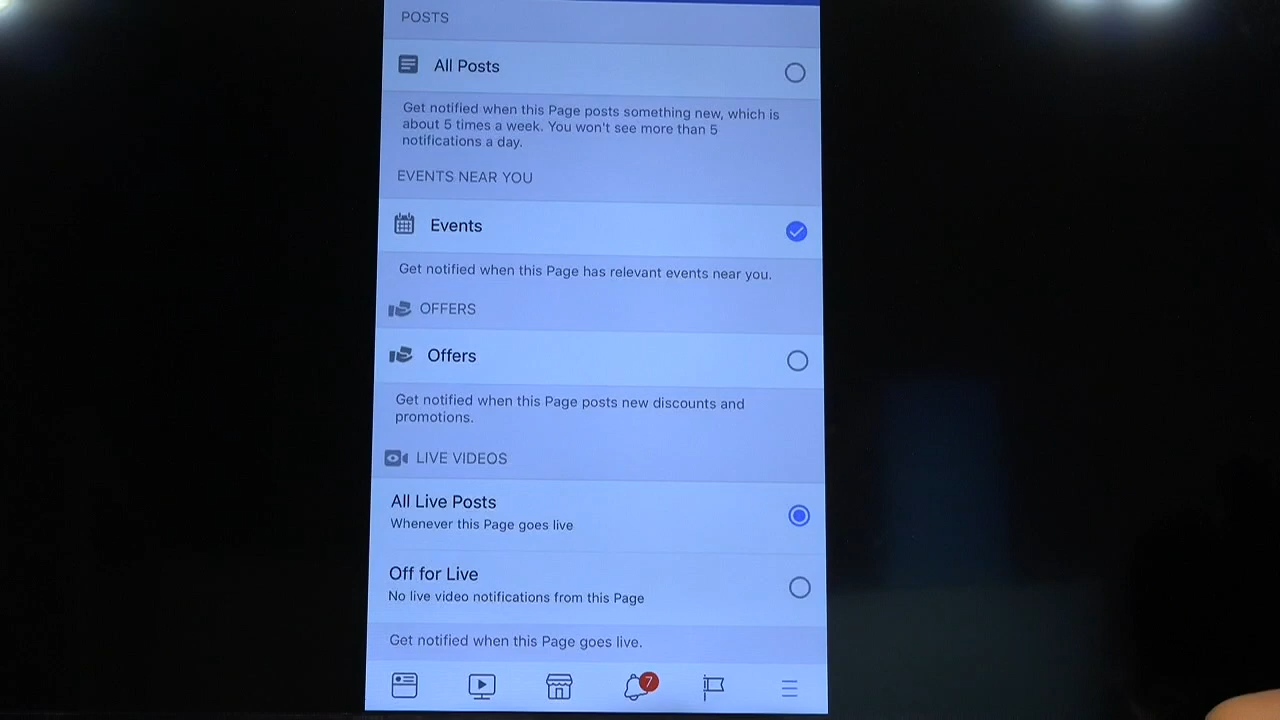 POSTS
All Posts
Get notified when this Page posts something new, which is
about 5 times a week. You won't see more than 5
notifications a day.
EVENTS NEAR YOU
Events
Get notified when this Page has relevant events near you.
OFFERS
Offers
Get notified when this Page posts new discounts and
promotions.
LIVE VIDEOS
All Live Posts
Whenever this Page goes live
Off for Live
No live video notifications from this Page
Get notified when this Page goes live.
7